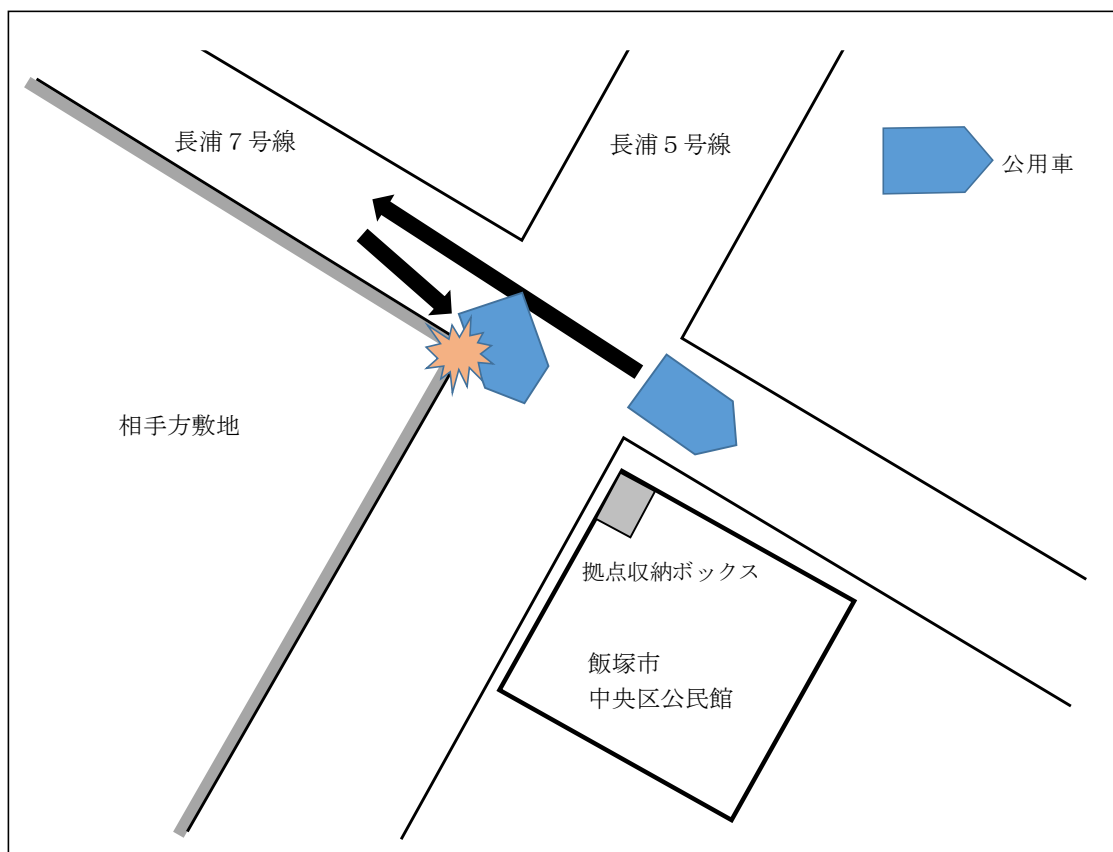 長浦７号線
長浦５号線
公用車
相手方敷地
拠点収納ボックス
飯塚市
中央区公民館